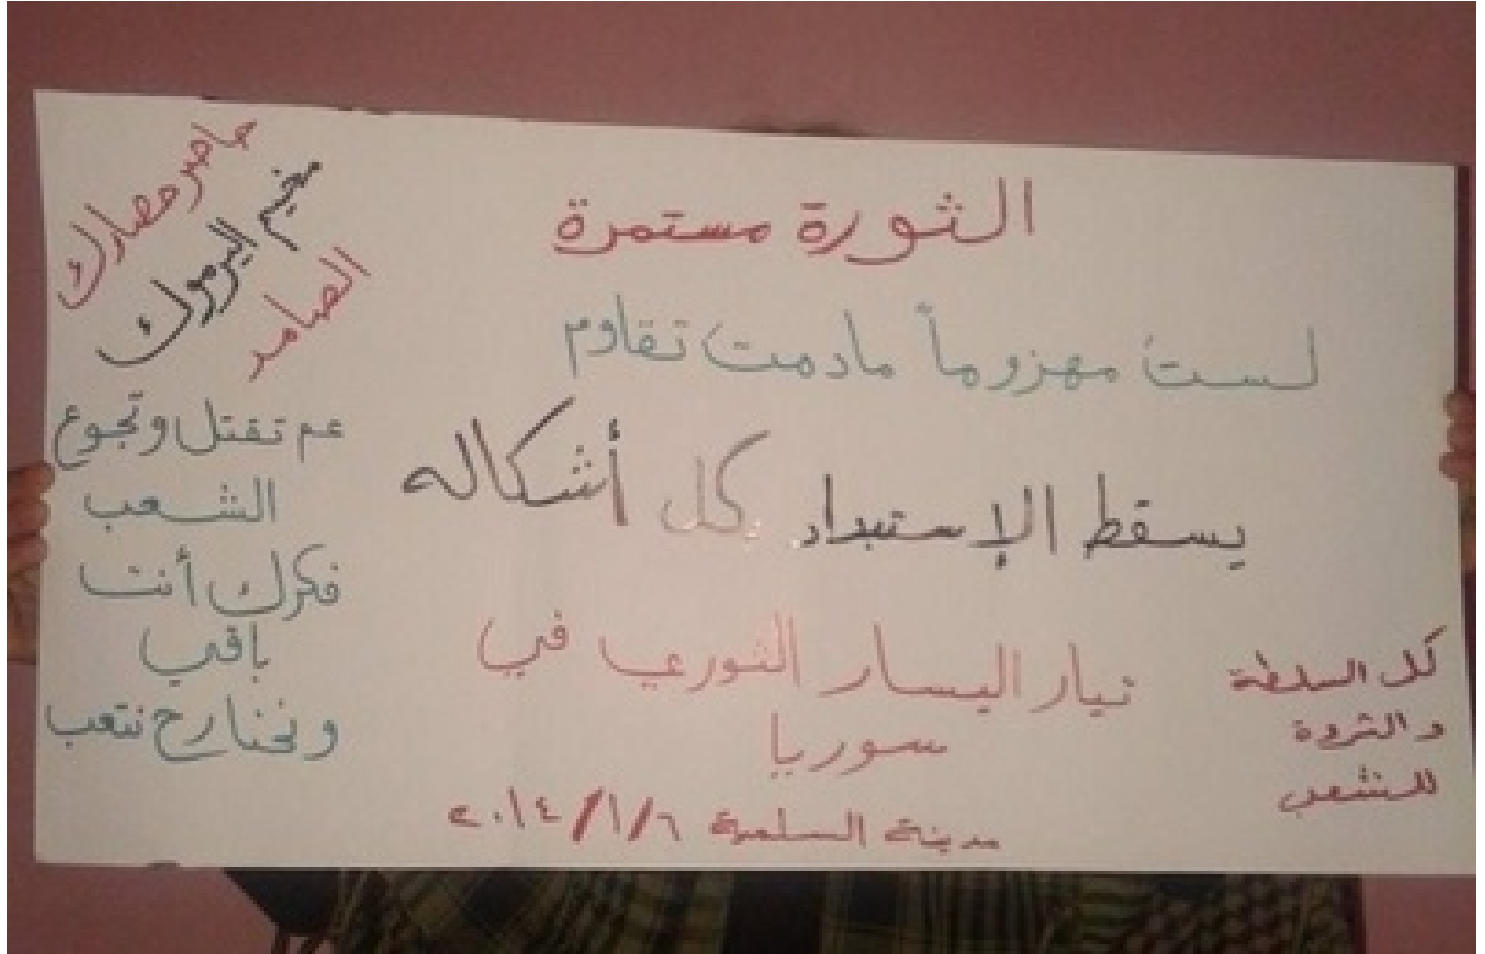 الثورة مستمرة
لست مهزوماً مادمت تقاوم
يسقط الإستبداد بكل أشكاله
تيار اليسار الثوري في
سوريا
مدينة السلمية ٢٠١٤/١/٦
كل السلطة
والثروة
للشعب
حاصر حصارك
مخيم اليرموك
الصامد
عم تقتل وتجوع
الشعب
فكرك أنت
باقي
ونحنا رح نتعب